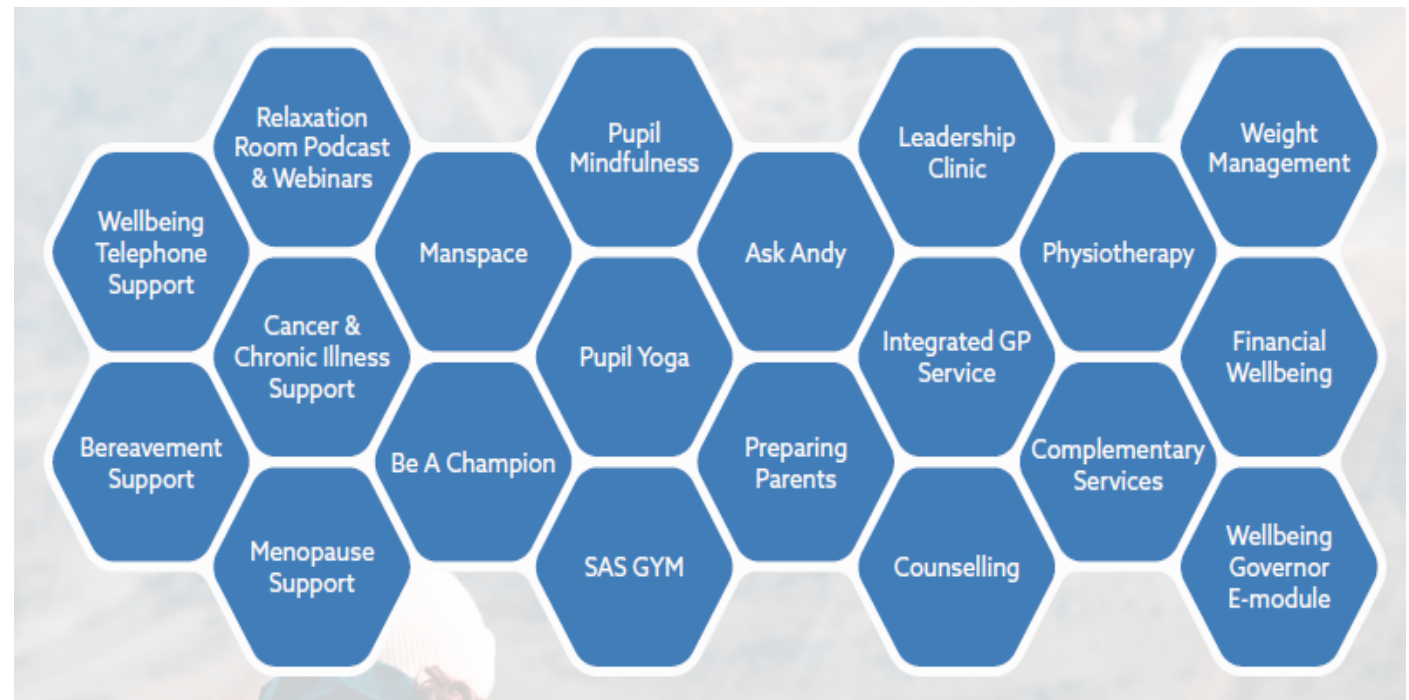 Relaxation
Room Podcast
& Webinars
Pupil
Mindfulness
Leadership
Clinic
Weight
Management
Wellbeing
Telephone
Support
Manspace
Ask Andy
Physiotherapy
Cancer &
Chronic Illness
Support
Pupil Yoga
Integrated GP
Service
Financial
Wellbeing
Bereavement
Support
Be A Champion
Preparing
Parents
Complementary
Services
Menopause
Support
SAS GYM
Counselling
Wellbeing
Governor
E-module